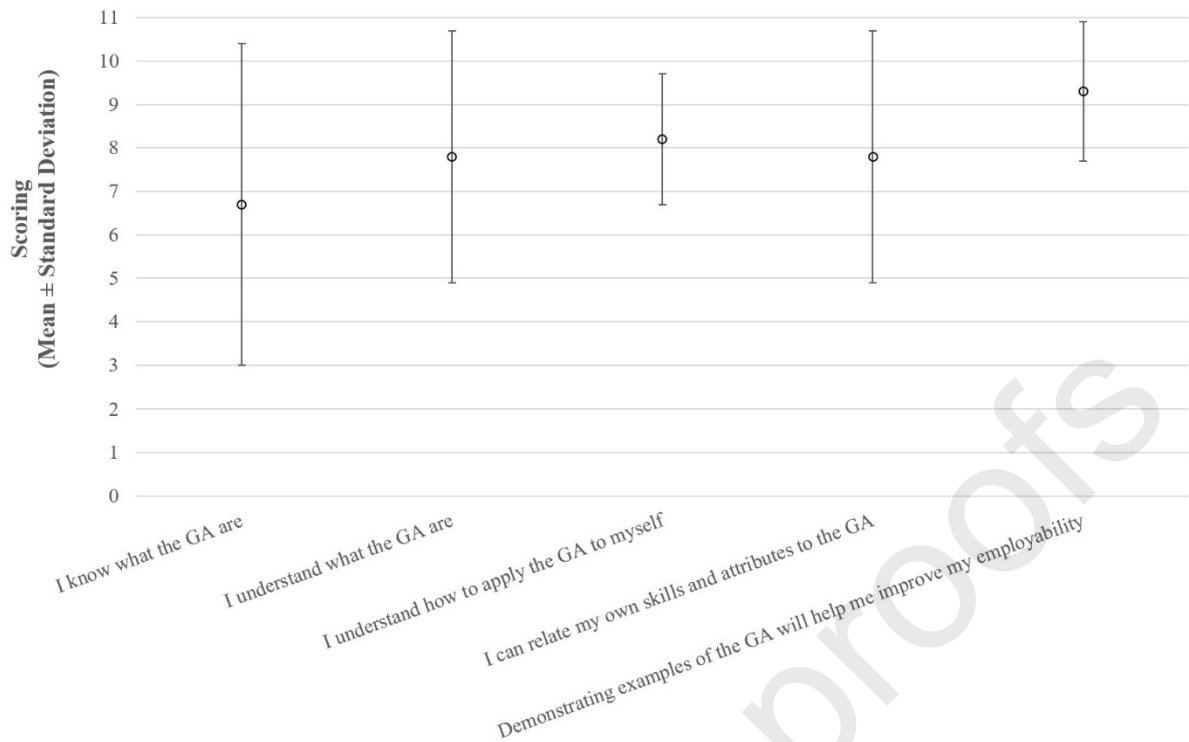 Scoring
(Mean ± Standard Deviation)
11
10
9
8
7
6
5
4
3
2
1
0
I know what the GA are
I understand what the GA are
I understand how to apply the GA to myself
I can relate my own skills and attributes to the GA
Demonstrating examples of the GA will help me improve my employability
proofs